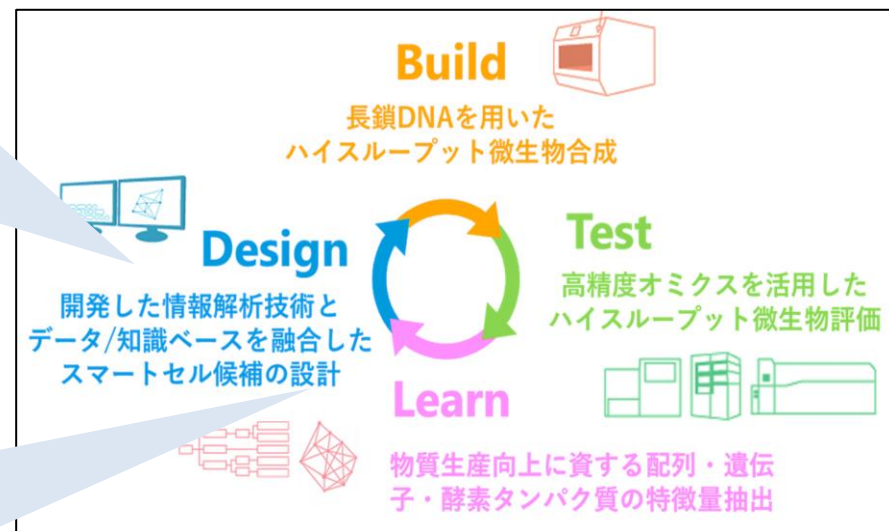 Build
長鎖DNAを用いた
ハイスループット微生物合成
Design
開発した情報解析技術と
データ/知識ベースを融合した
スマートセル候補の設計
Test
高精度オミクスを活用した
ハイスループット微生物評価
Learn
物質生産向上に資する配列・遺伝
子・酵素タンパク質の特徴量抽出